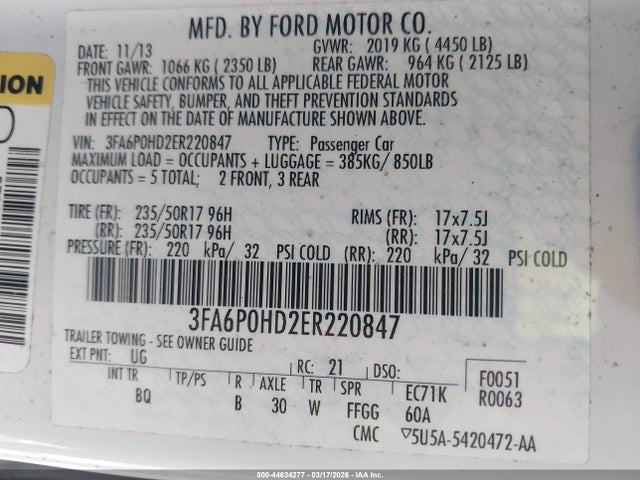 MFD. BY FORD MOTOR CO.
DATE: 11/13 GVWR: 2019 KG ( 4450 LB)
FRONT GAWR: 1066 KG ( 2350 LB) REAR GAWR: 964 KG ( 2125 LB)
THIS VEHICLE CONFORMS TO ALL APPLICABLE FEDERAL MOTOR
VEHICLE SAFETY, BUMPER, AND THEFT PREVENTION STANDARDS
IN EFFECT ON THE DATE OF MANUFACTURE SHOWN ABOVE.
VIN: 3FA6P0HD2ER220847 TYPE: Passenger Car
MAXIMUM LOAD = OCCUPANTS + LUGGAGE = 385KG/ 850LB
OCCUPANTS = 5 TOTAL; 2 FRONT, 3 REAR
TIRE (FR): 235/50R17 96H RIMS (FR): 17x7.5J
(RR): 235/50R17 96H (RR): 17x7.5J
PRESSURE (FR): 220 kPa/ 32 PSI COLD (RR): 220 kPa/ 32 PSI COLD
3FA6P0HD2ER220847
TRAILER TOWING - SEE OWNER GUIDE
EXT PNT: UG RC: 21 DSO: F0051
INT TR TP/PS R AXLE TR SPR EC71K R0063
BQ B 30 W FFGG 60A
CMC ▽5U5A-5420472-AA
000-44634277 - 03/17/2026 - IAA, Inc.